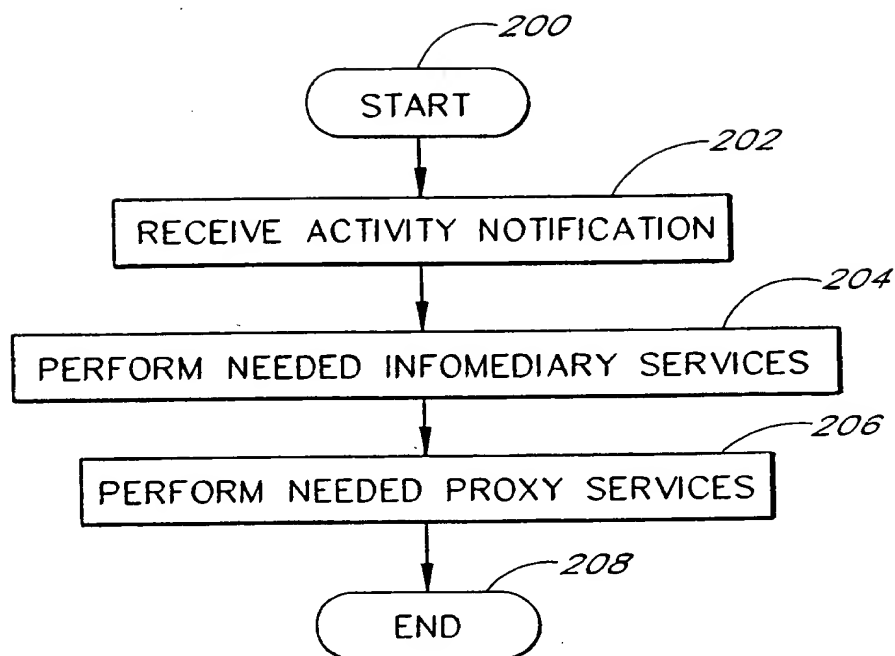 200
START
202
RECEIVE ACTIVITY NOTIFICATION
204
PERFORM NEEDED INFOMEDIARY SERVICES
206
PERFORM NEEDED PROXY SERVICES
208
END